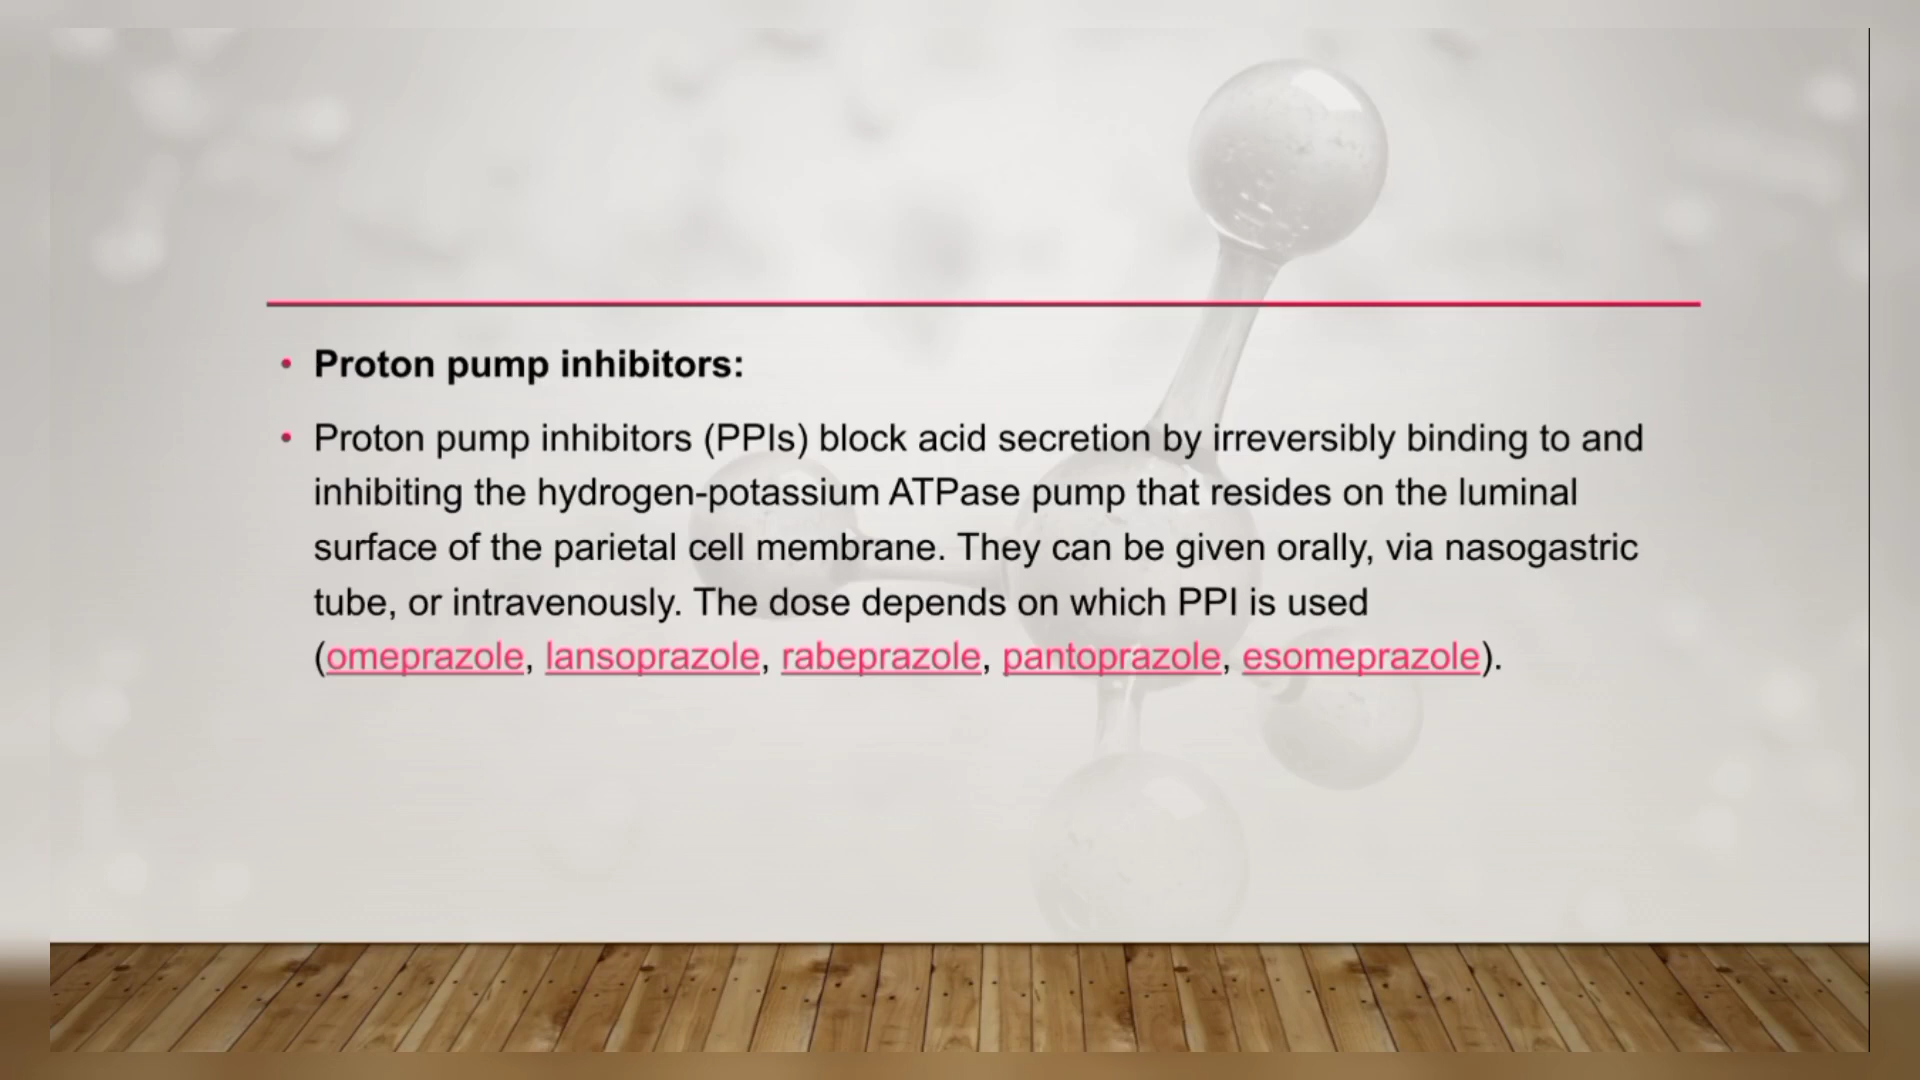 • Proton pump inhibitors:
• Proton pump inhibitors (PPIs) block acid secretion by irreversibly binding to and
inhibiting the hydrogen-potassium ATPase pump that resides on the luminal
surface of the parietal cell membrane. They can be given orally, via nasogastric
tube, or intravenously. The dose depends on which PPI is used
(omeprazole, lansoprazole, rabeprazole, pantoprazole, esomeprazole).